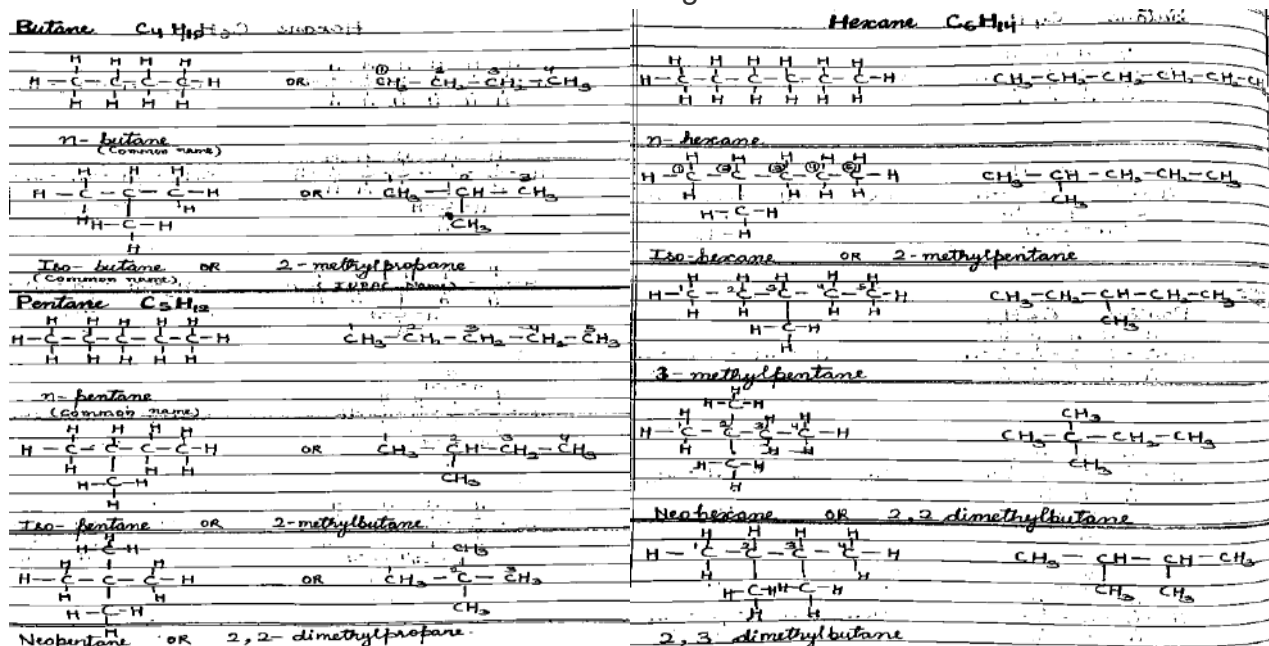 Butane C4H10
H H H H
H-C-C-C-C-H OR CH3-CH2-CH2-CH3
H H H H
n-butane
(Common name)
H H H
H-C-C-C-H OR CH3-CH-CH3
H H
H-C-H CH3
H
Iso-butane OR 2-methylpropane
(Common name) (IUPAC name)
Pentane C5H12
H H H H H
H-C-C-C-C-C-H CH3-CH2-CH2-CH2-CH3
H H H H H
n-pentane
(Common name)
H H H H
H-C-C-C-C-H OR CH3-CH-CH2-CH3
H H H
H-C-H CH3
H
Iso-pentane OR 2-methylbutane
H
H-C-H CH3
H H
H-C-C-C-H OR CH3-C-CH3
H H
H-C-H CH3
H
Neopentane OR 2,2-dimethylpropane.
Hexane C6H14
H H H H H H
H-C-C-C-C-C-C-H CH3-CH2-CH2-CH2-CH2-CH
H H H H H H
n-hexane
H H H H H
H-C-C-C-C-C-H CH3-CH-CH2-CH2-CH3
H H H H
H-C-H CH3
-H
Iso-hexane OR 2-methylpentane
H H H H H
H-C-C-C-C-C-H CH3-CH2-CH-CH2-CH3
H H H H
H-C-H CH3
H
3-methylpentane
H
H-C-H CH3
H H H
H-C-C-C-C-H CH3-C-CH2-CH3
H H H
H-C-H CH3
H
Neohexane OR 2,2 dimethylbutane
H H H H
H-C-C-C-C-H CH3-CH-CH-CH3
H H
H-C-HH-C-H CH3 CH3
H H
2,3 dimethylbutane